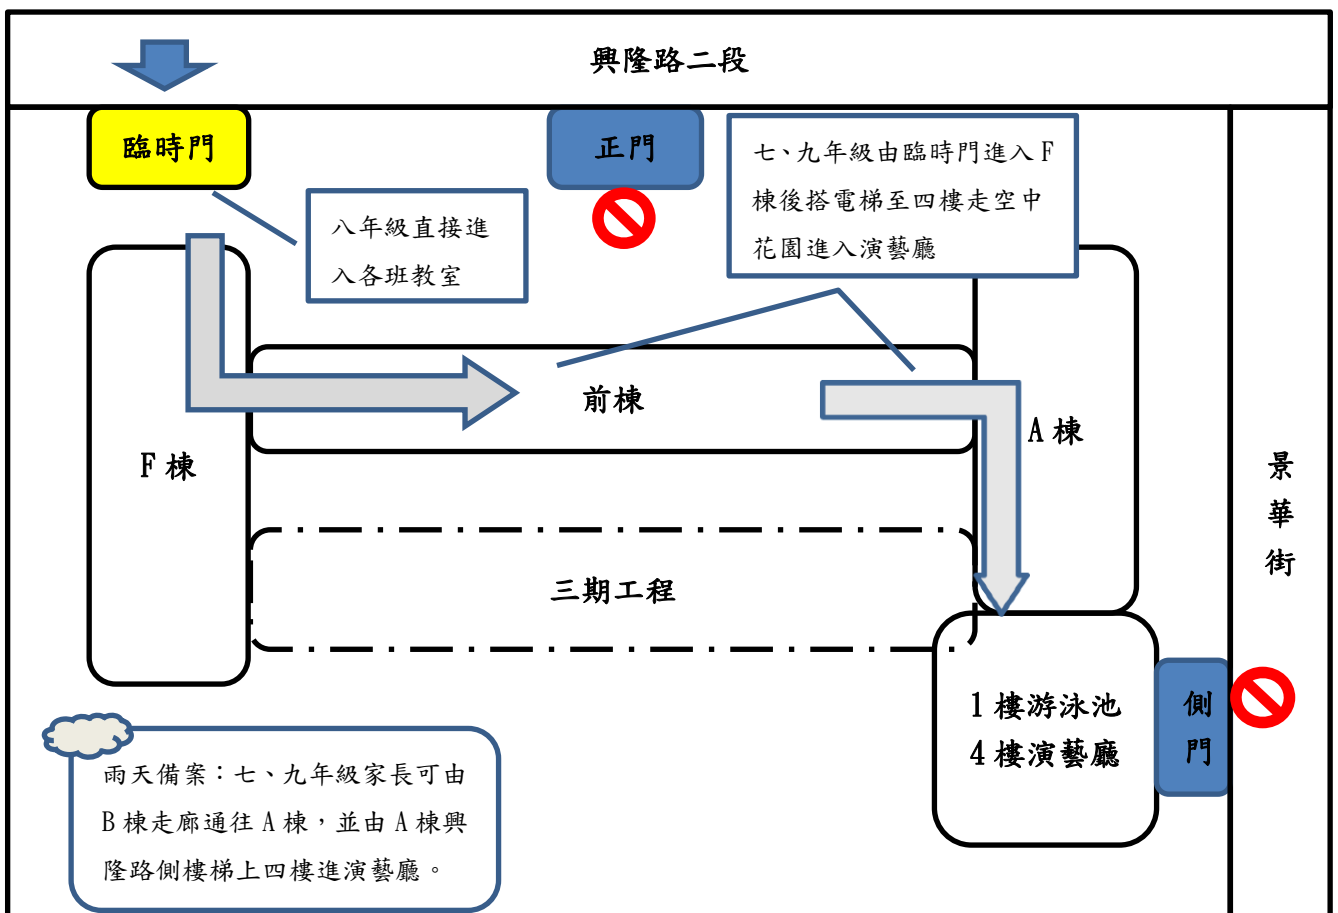 興隆路二段
臨時門
正門
七、九年級由臨時門進入F
棟後搭電梯至四樓走空中
花園進入演藝廳
八年級直接進
入各班教室
前棟
A棟
F棟
景
華
街
三期工程
1樓游泳池
4樓演藝廳
側
門
雨天備案：七、九年級家長可由
B棟走廊通往A棟，並由A棟興
隆路側樓梯上四樓進演藝廳。